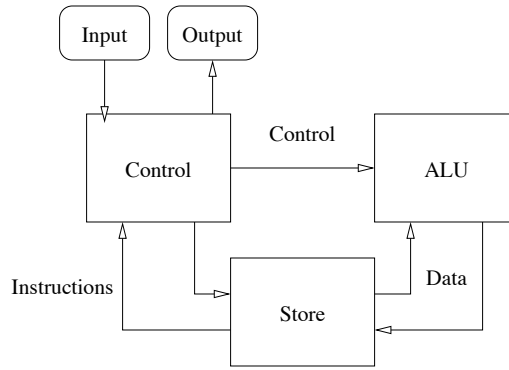 Input
Output
Control
Control
ALU
Instructions
Data
Store